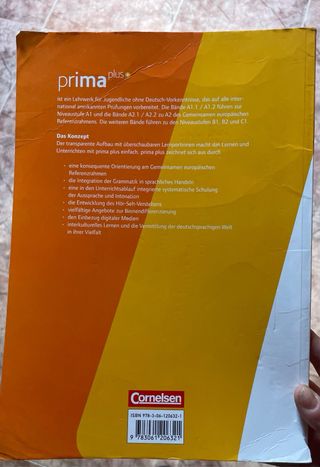 prima plus
ist ein Lehrwerk für Jugendliche ohne Deutsch-Vorkenntnisse, das auf alle inter-
national anerkannten Prüfungen vorbereitet. Die Bände A1.1 / A1.2 führen zur
Niveaustufe A1 und die Bände A2.1 / A2.2 zu A2 des Gemeinsamen europäischen
Referenzrahmens. Die weiteren Bände führen zu den Niveaustufen B1, B2 und C1.
Das Konzept
Der transparente Aufbau mit überschaubaren Lernportionen macht das Lernen und
Unterrichten mit prima plus einfach. prima plus zeichnet sich aus durch
· eine konsequente Orientierung am Gemeinsamen europäischen
Referenzrahmen
· die Integration der Grammatik in sprachliches Handeln
· eine in den Unterrichtsablauf integrierte systematische Schulung
der Aussprache und Intonation
· die Entwicklung des Hör-Seh-Verstehens
· vielfältige Angebote zur Binnendifferenzierung
· den Einbezug digitaler Medien
· interkulturelles Lernen und die Vermittlung der deutschsprachigen Welt
in ihrer Vielfalt
Cornelsen
ISBN 978-3-06-120632-1
9 783061 206321